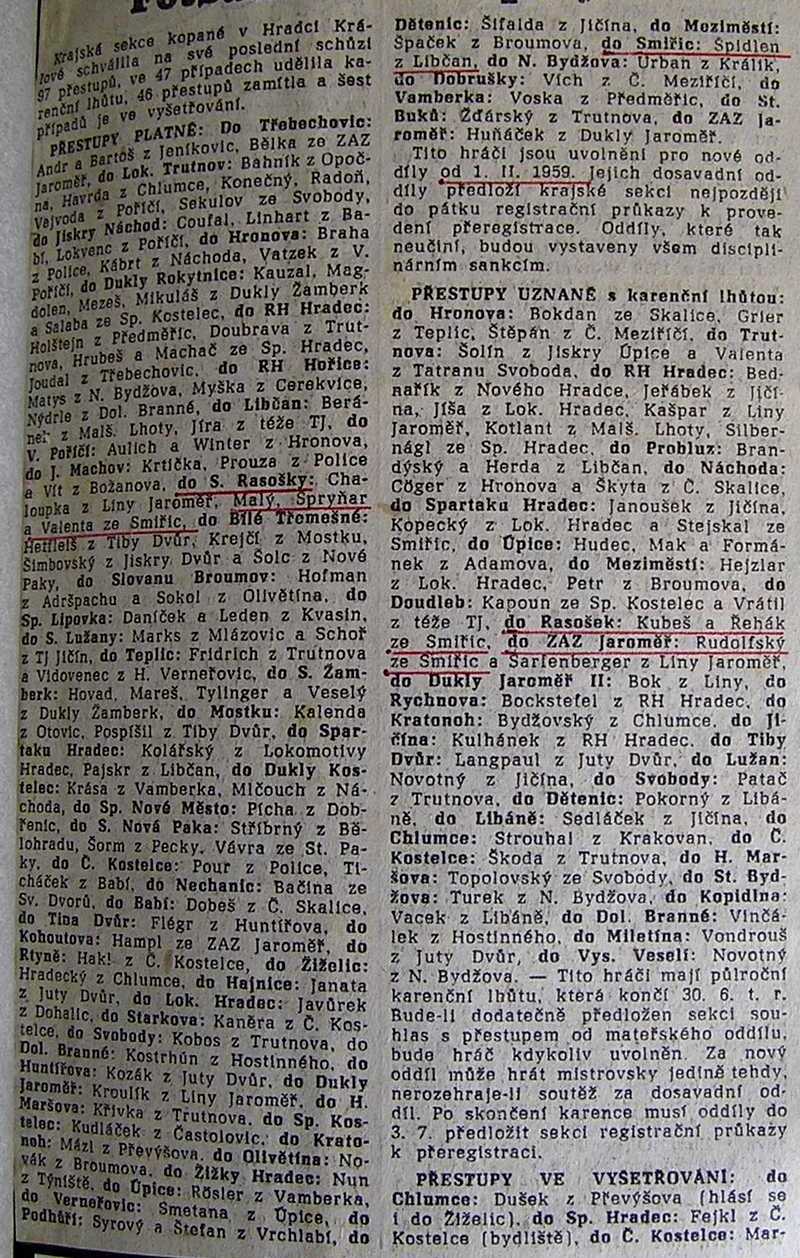 Krajská sekce kopané v Hradci Krá-
lové schválila na své poslední schůzi
97 přestupů, ve 47 případech udělila ka-
renční lhůtu, 46 přestupů zamítla a šest
případů je ve vyšetřování.
PŘESTUPY PLATNÉ: Do Třebechovic:
Andr a Bartoš z Jeníkovic, Bělka ze ZAZ
Jaroměř, do Lok. Trutnov: Bahník z Opoč-
na, Havrda z Chlumce, Konečný, Radoň,
Vejvoda z Poříčí, Sekulov ze Svobody,
do Jiskry Náchod: Coufal, Linhart z Ba-
bí, Lokvenc z Poříčí, do Hronova: Braha
z Police, Kábrt z Náchoda, Vatzek z V.
Poříčí, do Dukly Rokytnice: Kauzal, Mag-
dolen, Mezeš, Mikuláš z Dukly Žamberk
a Salaba ze Sp. Kostelec, do RH Hradec:
Holštejn z Předměřic, Doubrava z Trut-
nova, Hrubeš a Machač ze Sp. Hradec,
Joudal z Třebechovic, do RH Hořice:
Matys z N. Bydžova, Myška z Cerekvice,
Nýdrle z Dol. Branné, do Libčan: Berá-
nek z Malš. Lhoty, Jíra z téže TJ, do
V. Poříčí: Aulich a Winter z Hronova,
do J. Machov: Krtička, Prouza z Police
a Vít z Božanova, do S. Rasošky: Cha-
loupka z Liny Jaroměř, Malý, Spryňar
a Valenta ze Smiřic, do Bílé Třemešné:
z Tiby Dvůr, Krejčí z Mostku,
Šimbovský z Jiskry Dvůr a Šolc z Nové
Paky, do Slovanu Broumov: Hofman
z Adršpachu a Sokol z Olivětína, do
Sp. Lípovka: Daníček a Leden z Kvasin,
do S. Lužany: Marks z Mlázovic a Schoř
z TJ Jičín, do Teplic: Fridrich z Trutnova
a Vidovenec z H. Verneřovic, do S. Žam-
berk: Hovad, Mareš, Tylinger a Veselý
z Dukly Žamberk, do Mostku: Kalenda
z Otovic, Pospíšil z Tiby Dvůr, do Spar-
taku Hradec: Kolářský z Lokomotivy
Hradec, Pajskr z Libčan, do Dukly Kos-
telec: Krása z Vamberka, Mlčouch z Ná-
choda, do Sp. Nové Město: Pícha z Dob-
řenic, do S. Nová Paka: Stříbrný z Bě-
lohradu, Šorm z Pecky, Vávra ze St. Pa-
ky, do Č. Kostelce: Pour z Police, Ti-
cháček z Babí, do Nechanic: Bačina ze
Sv. Dvorů, do Babí: Dobeš z Č. Skalice,
do Tina Dvůr: Flégr z Huntířova, do
Kohoutova: Hampl ze ZAZ Jaroměř, do
Rtyně: Hakl z Č. Kostelce, do Žíželic:
Hradecký z Chlumce, do Hajnice: Janata
z Juty Dvůr, do Lok. Hradec: Javůrek
z Dohalic, do Starkova: Kaněra z Č. Kos-
telce, do Svobody: Kobos z Trutnova, do
Dol. Branné: Kostrhún z Hostinného, do
Huntířova: Kozák z Juty Dvůr, do Dukly
Jaroměř: Kroulík z Liny Jaroměř, do H.
Maršova: Křivka z Trutnova, do Sp. Kos-
telec: Kudláček z Častolovic, do Krato-
noh: Mázl z Převýšova, do Olivětína: No-
vák z Broumova, do Žižky Hradec: Nun
z Týniště, do Úpice: Rösler z Vamberka,
do Verneřovic: Smetana z Úpice, do
Podhůří: Syrový a Štefan z Vrchlabí, do
Dětenic: Šifalda z Jičína, do Meziměstí:
Špaček z Broumova, do Smiřic: Špidlen
z Libčan, do N. Bydžova: Urban z Králik,
do Dobrušky: Vích z Č. Meziříčí, do
Vamberka: Voska z Předměřic, do St.
Buků: Žďárský z Trutnova, do ZAZ Ja-
roměř: Huňáček z Dukly Jaroměř.
Tito hráči jsou uvolněni pro nové od-
díly od 1. II. 1959. Jejich dosavadní od-
díly předloží krajské sekci nejpozději
do pátku registrační průkazy k prove-
dení přeregistrace. Oddíly, které tak
neučiní, budou vystaveny všem discipli-
nárním sankcím.
PŘESTUPY UZNANÉ s karenční lhůtou:
do Hronova: Bokdan ze Skalice, Grier
z Teplic, Štěpán z Č. Meziříčí, do Trut-
nova: Šolín z Jiskry Úpice a Valenta
z Tatranu Svoboda, do RH Hradec: Bed-
nařík z Nového Hradce, Jeřábek z Jičí-
na, Jíša z Lok. Hradec, Kašpar z Liny
Jaroměř, Kotlant z Malš. Lhoty, Silber-
nágl ze Sp. Hradec, do Probluz: Bran-
dýský a Herda z Libčan, do Náchoda:
Cöger z Hronova a Škyta z Č. Skalice,
do Spartaku Hradec: Janoušek z Jičína,
Kopecký z Lok. Hradec a Stejskal ze
Smiřic, do Úpice: Hudec, Mak a Formá-
nek z Adamova, do Meziměstí: Hejzlar
z Lok. Hradec, Petr z Broumova, do
Doudleb: Kapoun ze Sp. Kostelec a Vrátil
z téže TJ, do Rasošek: Kubeš a Řehák
ze Smiřic, do ZAZ Jaroměř: Rudolfský
ze Smiřic a Sarfenberger z Liny Jaroměř,
do Dukly Jaroměř II: Bok z Liny, do
Rychnova: Bockstefel z RH Hradec, do
Kratonoh: Bydžovský z Chlumce, do Ji-
čína: Kulhánek z RH Hradec, do Tiby
Dvůr: Langpaul z Juty Dvůr, do Lužan:
Novotný z Jičína, do Svobody: Patač
z Trutnova, do Dětenic: Pokorný z Libá-
ně, do Libáně: Sedláček z Jičína, do
Chlumce: Strouhal z Krakovan, do Č.
Kostelce: Škoda z Trutnova, do H. Mar-
šova: Topolovský ze Svobody, do St. Byd-
žova: Turek z N. Bydžova, do Kopidlna:
Vacek z Libáně, do Dol. Branné: Vinčá-
lek z Hostinného, do Miletína: Vondrouš
z Juty Dvůr, do Vys. Veselí: Novotný
z N. Bydžova. — Tito hráči mají půlroční
karenční lhůtu, která končí 30. 6. t. r.
Bude-li dodatečně předložen sekci sou-
hlas s přestupem od mateřského oddílu,
bude hráč kdykoliv uvolněn. Za nový
oddíl může hrát mistrovsky jedině tehdy,
nerozehraje-li soutěž za dosavadní od-
díl. Po skončení karence musí oddíly do
3. 7. předložit sekci registrační průkazy
k přeregistraci.
PŘESTUPY VE VYŠETŘOVÁNÍ: do
Chlumce: Dušek z Převýšova (hlásí se
i do Žíželic), do Sp. Hradec: Fejkl z Č.
Kostelce (bydliště), do Č. Kostelce: Mar-